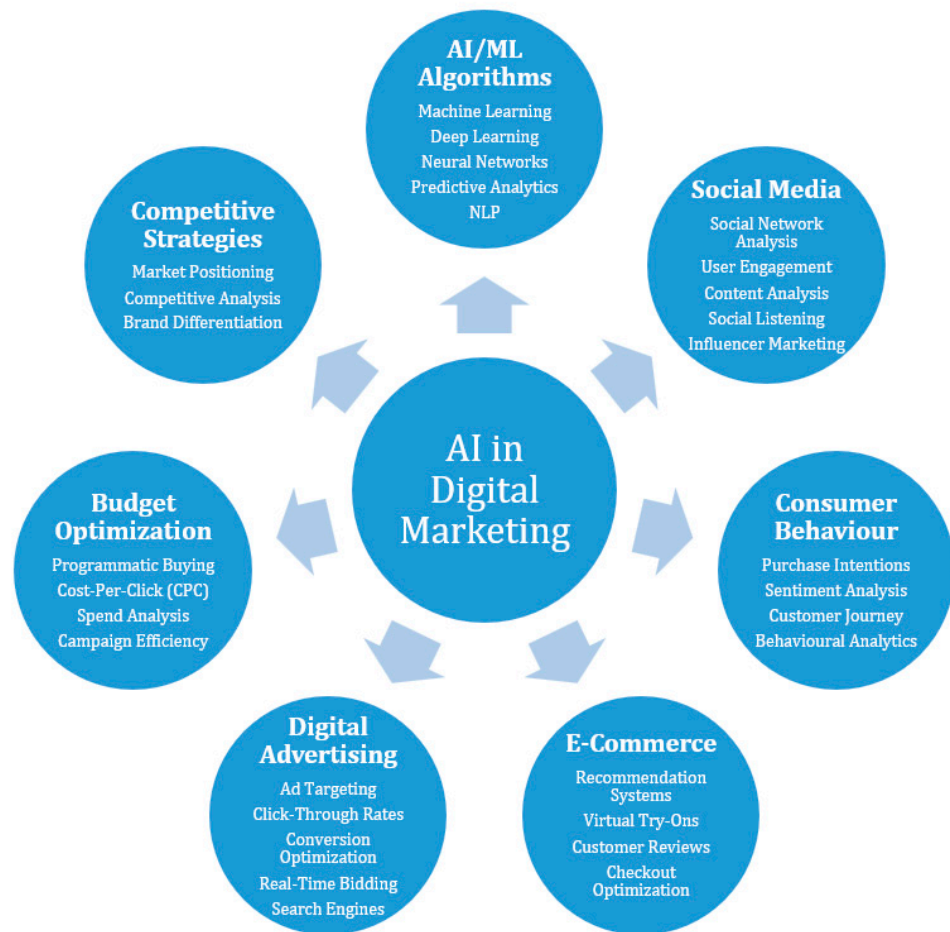 AI/ML
Algorithms
Machine Learning
Deep Learning
Neural Networks
Predictive Analytics
NLP
Social Media
Social Network
Analysis
User Engagement
Content Analysis
Social Listening
Influencer Marketing
Consumer
Behaviour
Purchase Intentions
Sentiment Analysis
Customer Journey
Behavioural Analytics
E-Commerce
Recommendation
Systems
Virtual Try-Ons
Customer Reviews
Checkout
Optimization
Digital
Advertising
Ad Targeting
Click-Through Rates
Conversion
Optimization
Real-Time Bidding
Search Engines
Budget
Optimization
Programmatic Buying
Cost-Per-Click (CPC)
Spend Analysis
Campaign Efficiency
Competitive
Strategies
Market Positioning
Competitive Analysis
Brand Differentiation
AI in
Digital
Marketing